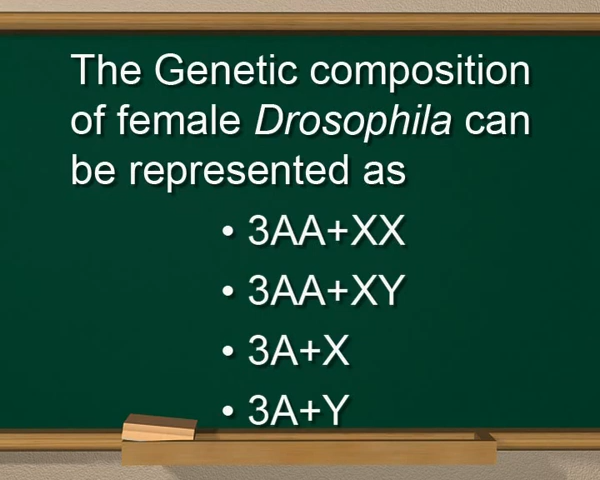 The Genetic composition
of female Drosophila can
be represented as
• 3AA+XX
• 3AA+XY
• 3A+X
• 3A+Y